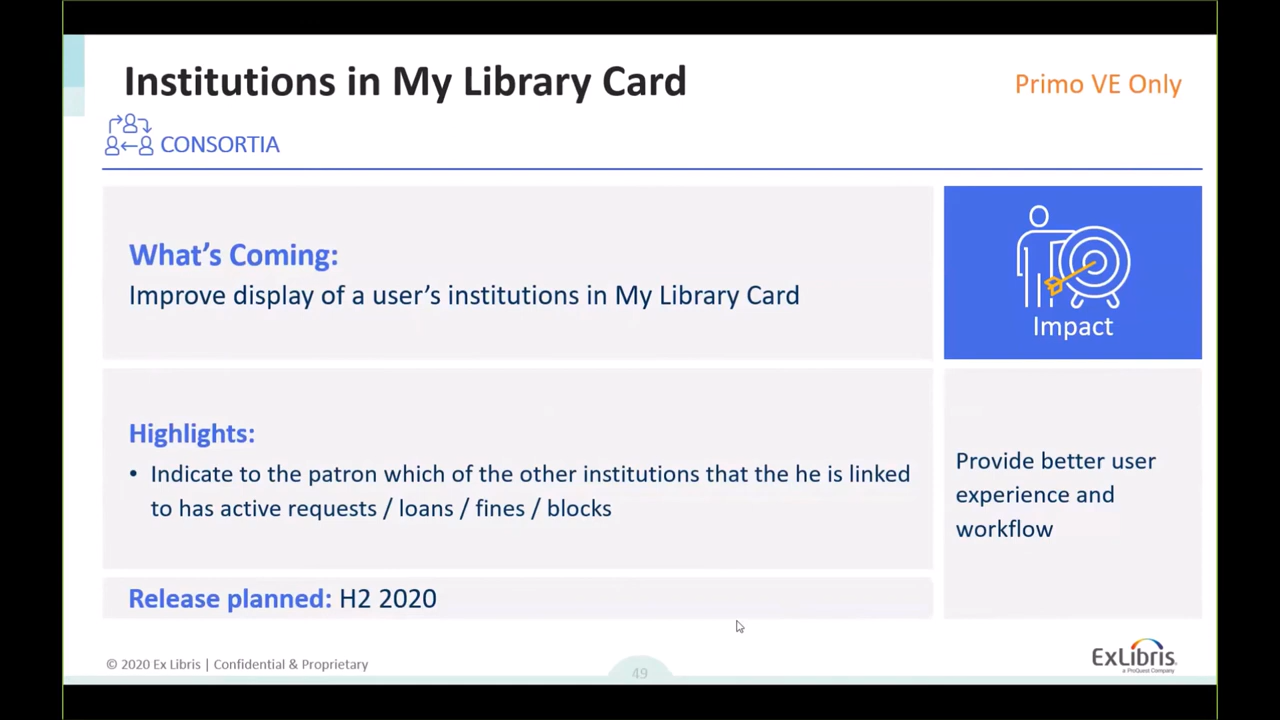 Institutions in My Library Card
Primo VE Only
CONSORTIA
What's Coming:
Improve display of a user's institutions in My Library Card
Impact
Highlights:
• Indicate to the patron which of the other institutions that the he is linked
to has active requests / loans / fines / blocks
Provide better user
experience and
workflow
Release planned: H2 2020
© 2020 Ex Libris | Confidential & Proprietary
49
ExLibris
a ProQuest Company